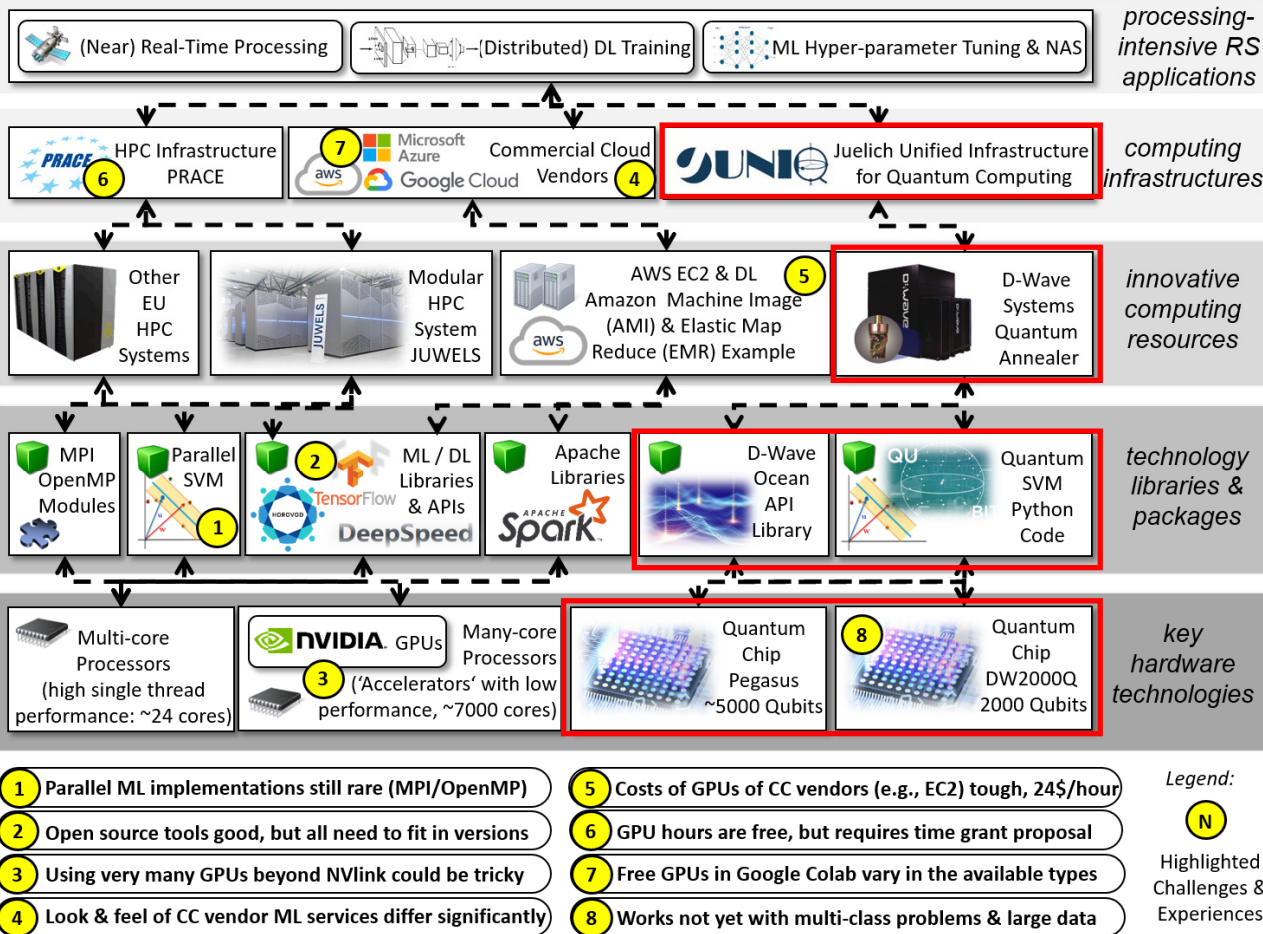 (Near) Real-Time Processing
(Distributed) DL Training
ML Hyper-parameter Tuning & NAS
processing-
intensive RS
applications
PRACE
6
HPC Infrastructure
PRACE
7
aws
Microsoft
Azure
Google Cloud
Commercial Cloud
Vendors
4
JUNIQ
Juelich Unified Infrastructure
for Quantum Computing
computing
infrastructures
Other
EU
HPC
Systems
JUWELS
Modular
HPC
System
JUWELS
aws
AWS EC2 & DL
Amazon Machine Image
(AMI) & Elastic Map
Reduce (EMR) Example
5
D:wave
D-Wave
Systems
Quantum
Annealer
innovative
computing
resources
MPI
OpenMP
Modules
Parallel
SVM
1
2
TensorFlow
HOROVOD
DeepSpeed
ML / DL
Libraries
& APIs
Apache
Libraries
APACHE
Spark
D-Wave
Ocean
API
Library
QU
BIT
Quantum
SVM
Python
Code
technology
libraries &
packages
Multi-core
Processors
(high single thread
performance: ~24 cores)
NVIDIA. GPUs
3
Many-core
Processors
('Accelerators' with low
performance, ~7000 cores)
Quantum
Chip
Pegasus
~5000 Qubits
8
Quantum
Chip
DW2000Q
2000 Qubits
key
hardware
technologies
1 Parallel ML implementations still rare (MPI/OpenMP)
2 Open source tools good, but all need to fit in versions
3 Using very many GPUs beyond NVlink could be tricky
4 Look & feel of CC vendor ML services differ significantly
5 Costs of GPUs of CC vendors (e.g., EC2) tough, 24$/hour
6 GPU hours are free, but requires time grant proposal
7 Free GPUs in Google Colab vary in the available types
8 Works not yet with multi-class problems & large data
Legend:
N
Highlighted
Challenges &
Experiences